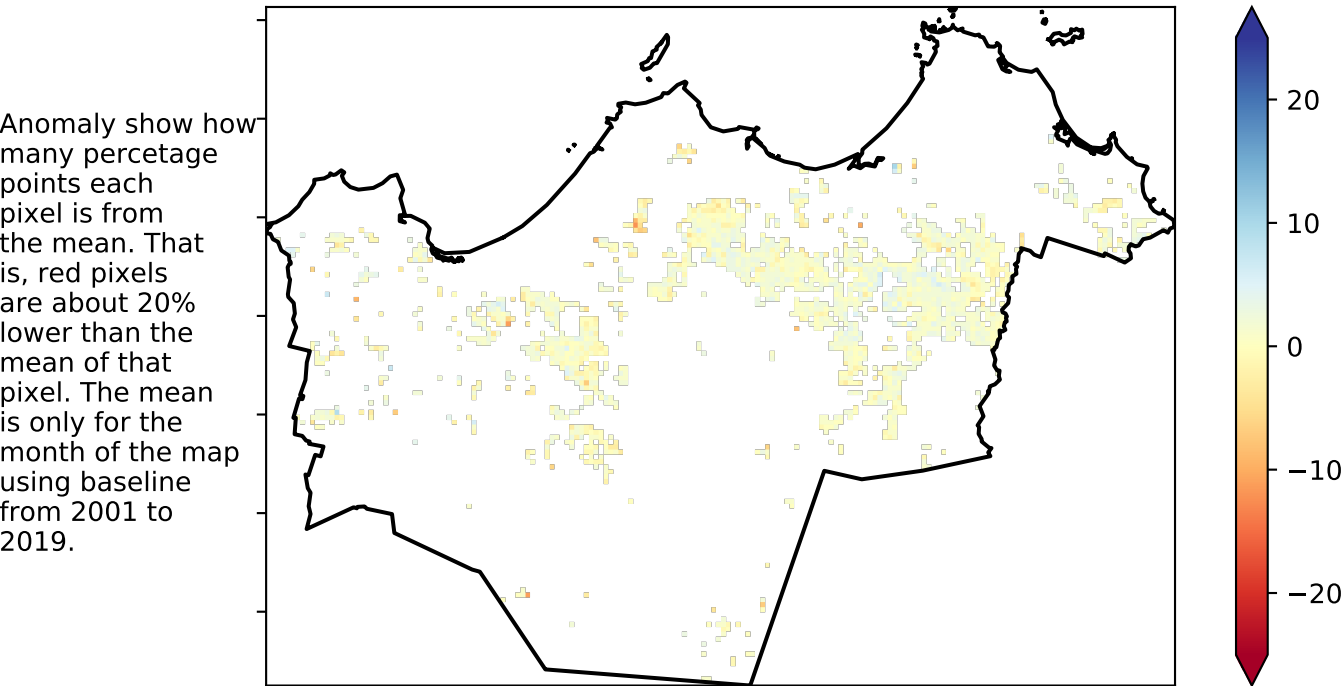 Anomaly show how
many percetage
points each
pixel is from
the mean. That
is, red pixels
are about 20%
lower than the
mean of that
pixel. The mean
is only for the
month of the map
using baseline
from 2001 to
2019.
20
10
0
−10
−20